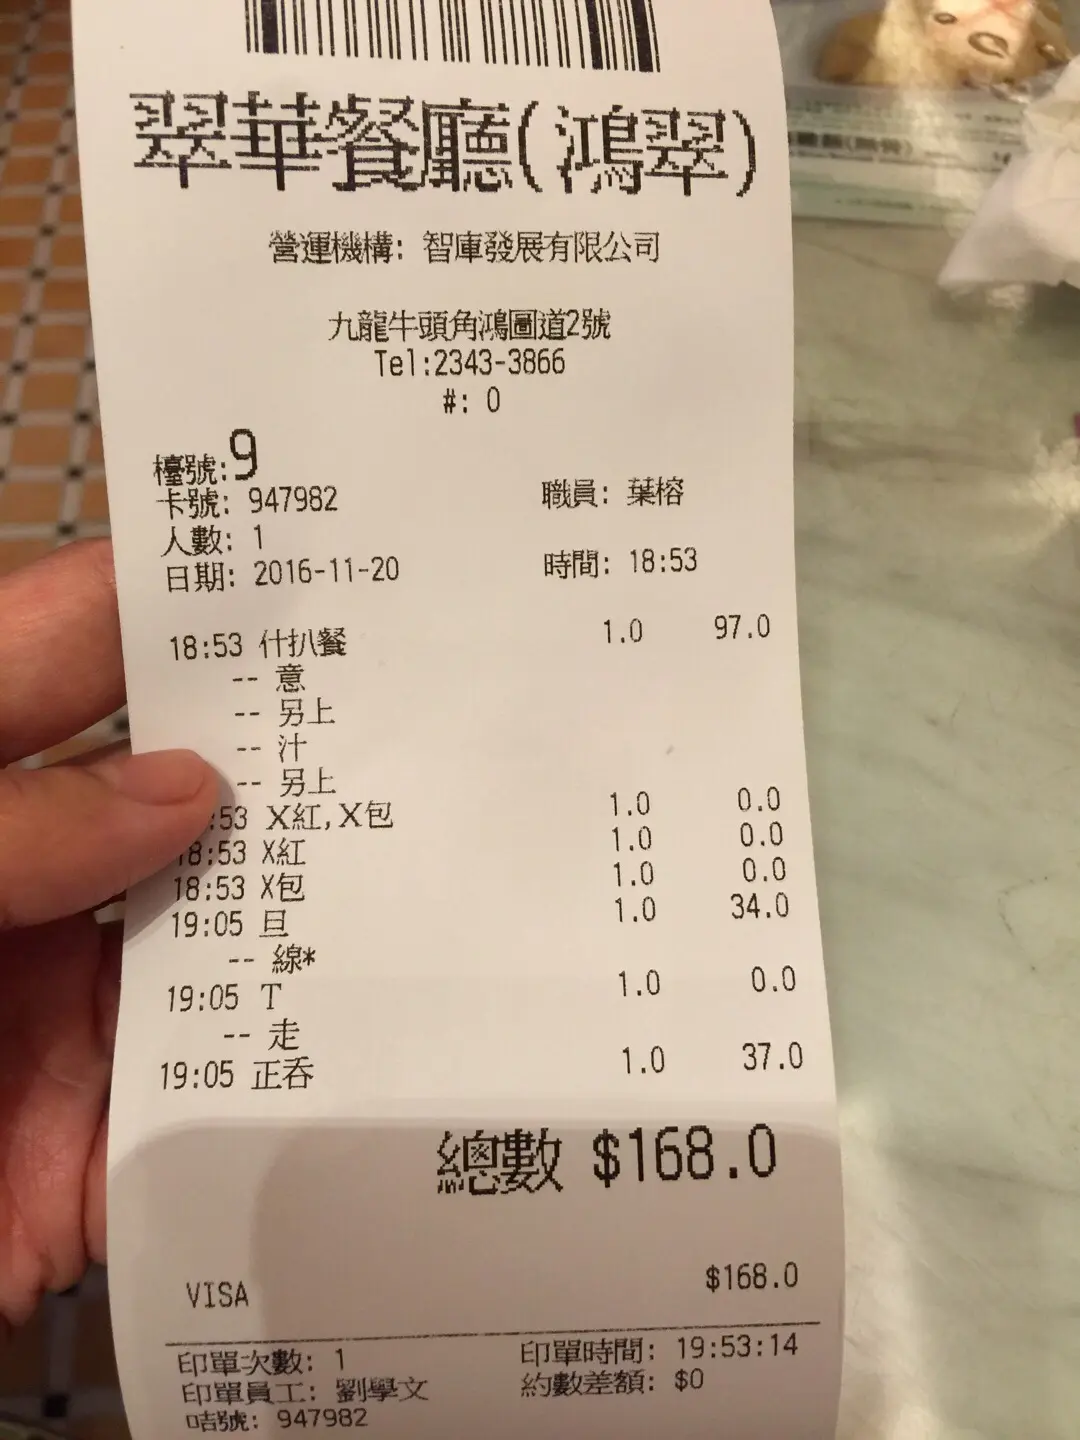 翠華餐廳(鴻翠)
營運機構: 智庫發展有限公司
九龍牛頭角鴻圖道2號
Tel:2343-3866
#: 0
檯號:9
卡號: 947982 職員: 葉榕
人數: 1
日期: 2016-11-20 時間: 18:53
18:53 什扒餐 1.0 97.0
-- 意
-- 另上
-- 汁
-- 另上
:53 X紅,X包 1.0 0.0
18:53 X紅 1.0 0.0
18:53 X包 1.0 0.0
19:05 旦 1.0 34.0
-- 線*
19:05 T 1.0 0.0
-- 走
19:05 正吞 1.0 37.0
總數 $168.0
VISA $168.0
印單次數: 1 印單時間: 19:53:14
印單員工: 劉學文 約數差額: $0
咭號: 947982